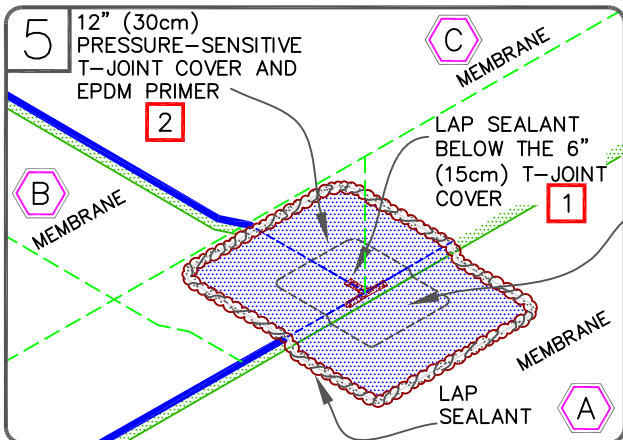 5
12" (30cm)
PRESSURE-SENSITIVE
T-JOINT COVER AND
EPDM PRIMER
2
C
MEMBRANE
LAP SEALANT
BELOW THE 6"
(15cm) T-JOINT
COVER
1
B
MEMBRANE
MEMBRANE
LAP
SEALANT
A